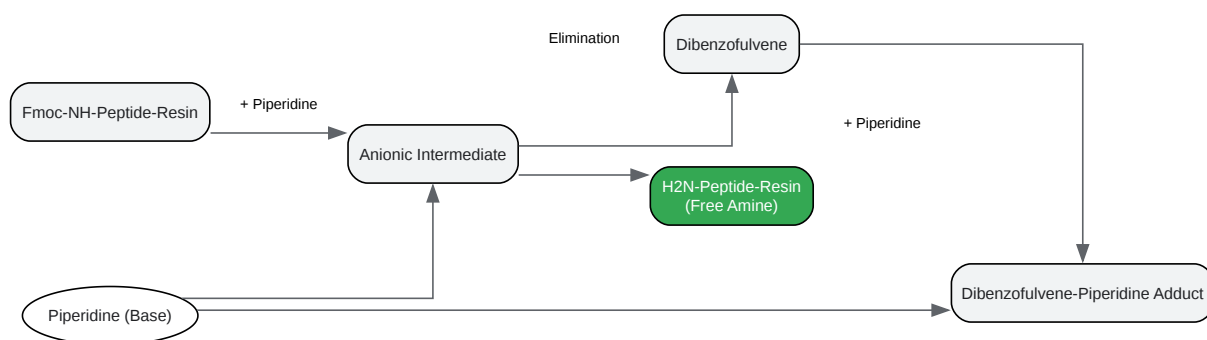 Elimination
Dibenzofulvene
Fmoc-NH-Peptide-Resin
+ Piperidine
+ Piperidine
Anionic Intermediate
H2N-Peptide-Resin
(Free Amine)
Dibenzofulvene-Piperidine Adduct
Piperidine (Base)